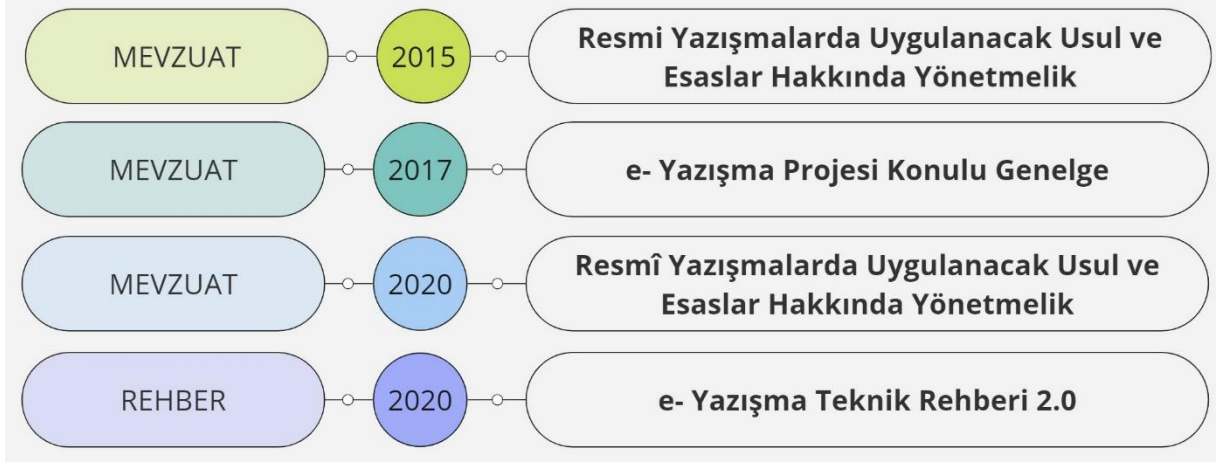 MEVZUAT
2015
Resmi Yazışmalarda Uygulanacak Usul ve
Esaslar Hakkında Yönetmelik
MEVZUAT
2017
e- Yazışma Projesi Konulu Genelge
MEVZUAT
2020
Resmî Yazışmalarda Uygulanacak Usul ve
Esaslar Hakkında Yönetmelik
REHBER
2020
e- Yazışma Teknik Rehberi 2.0